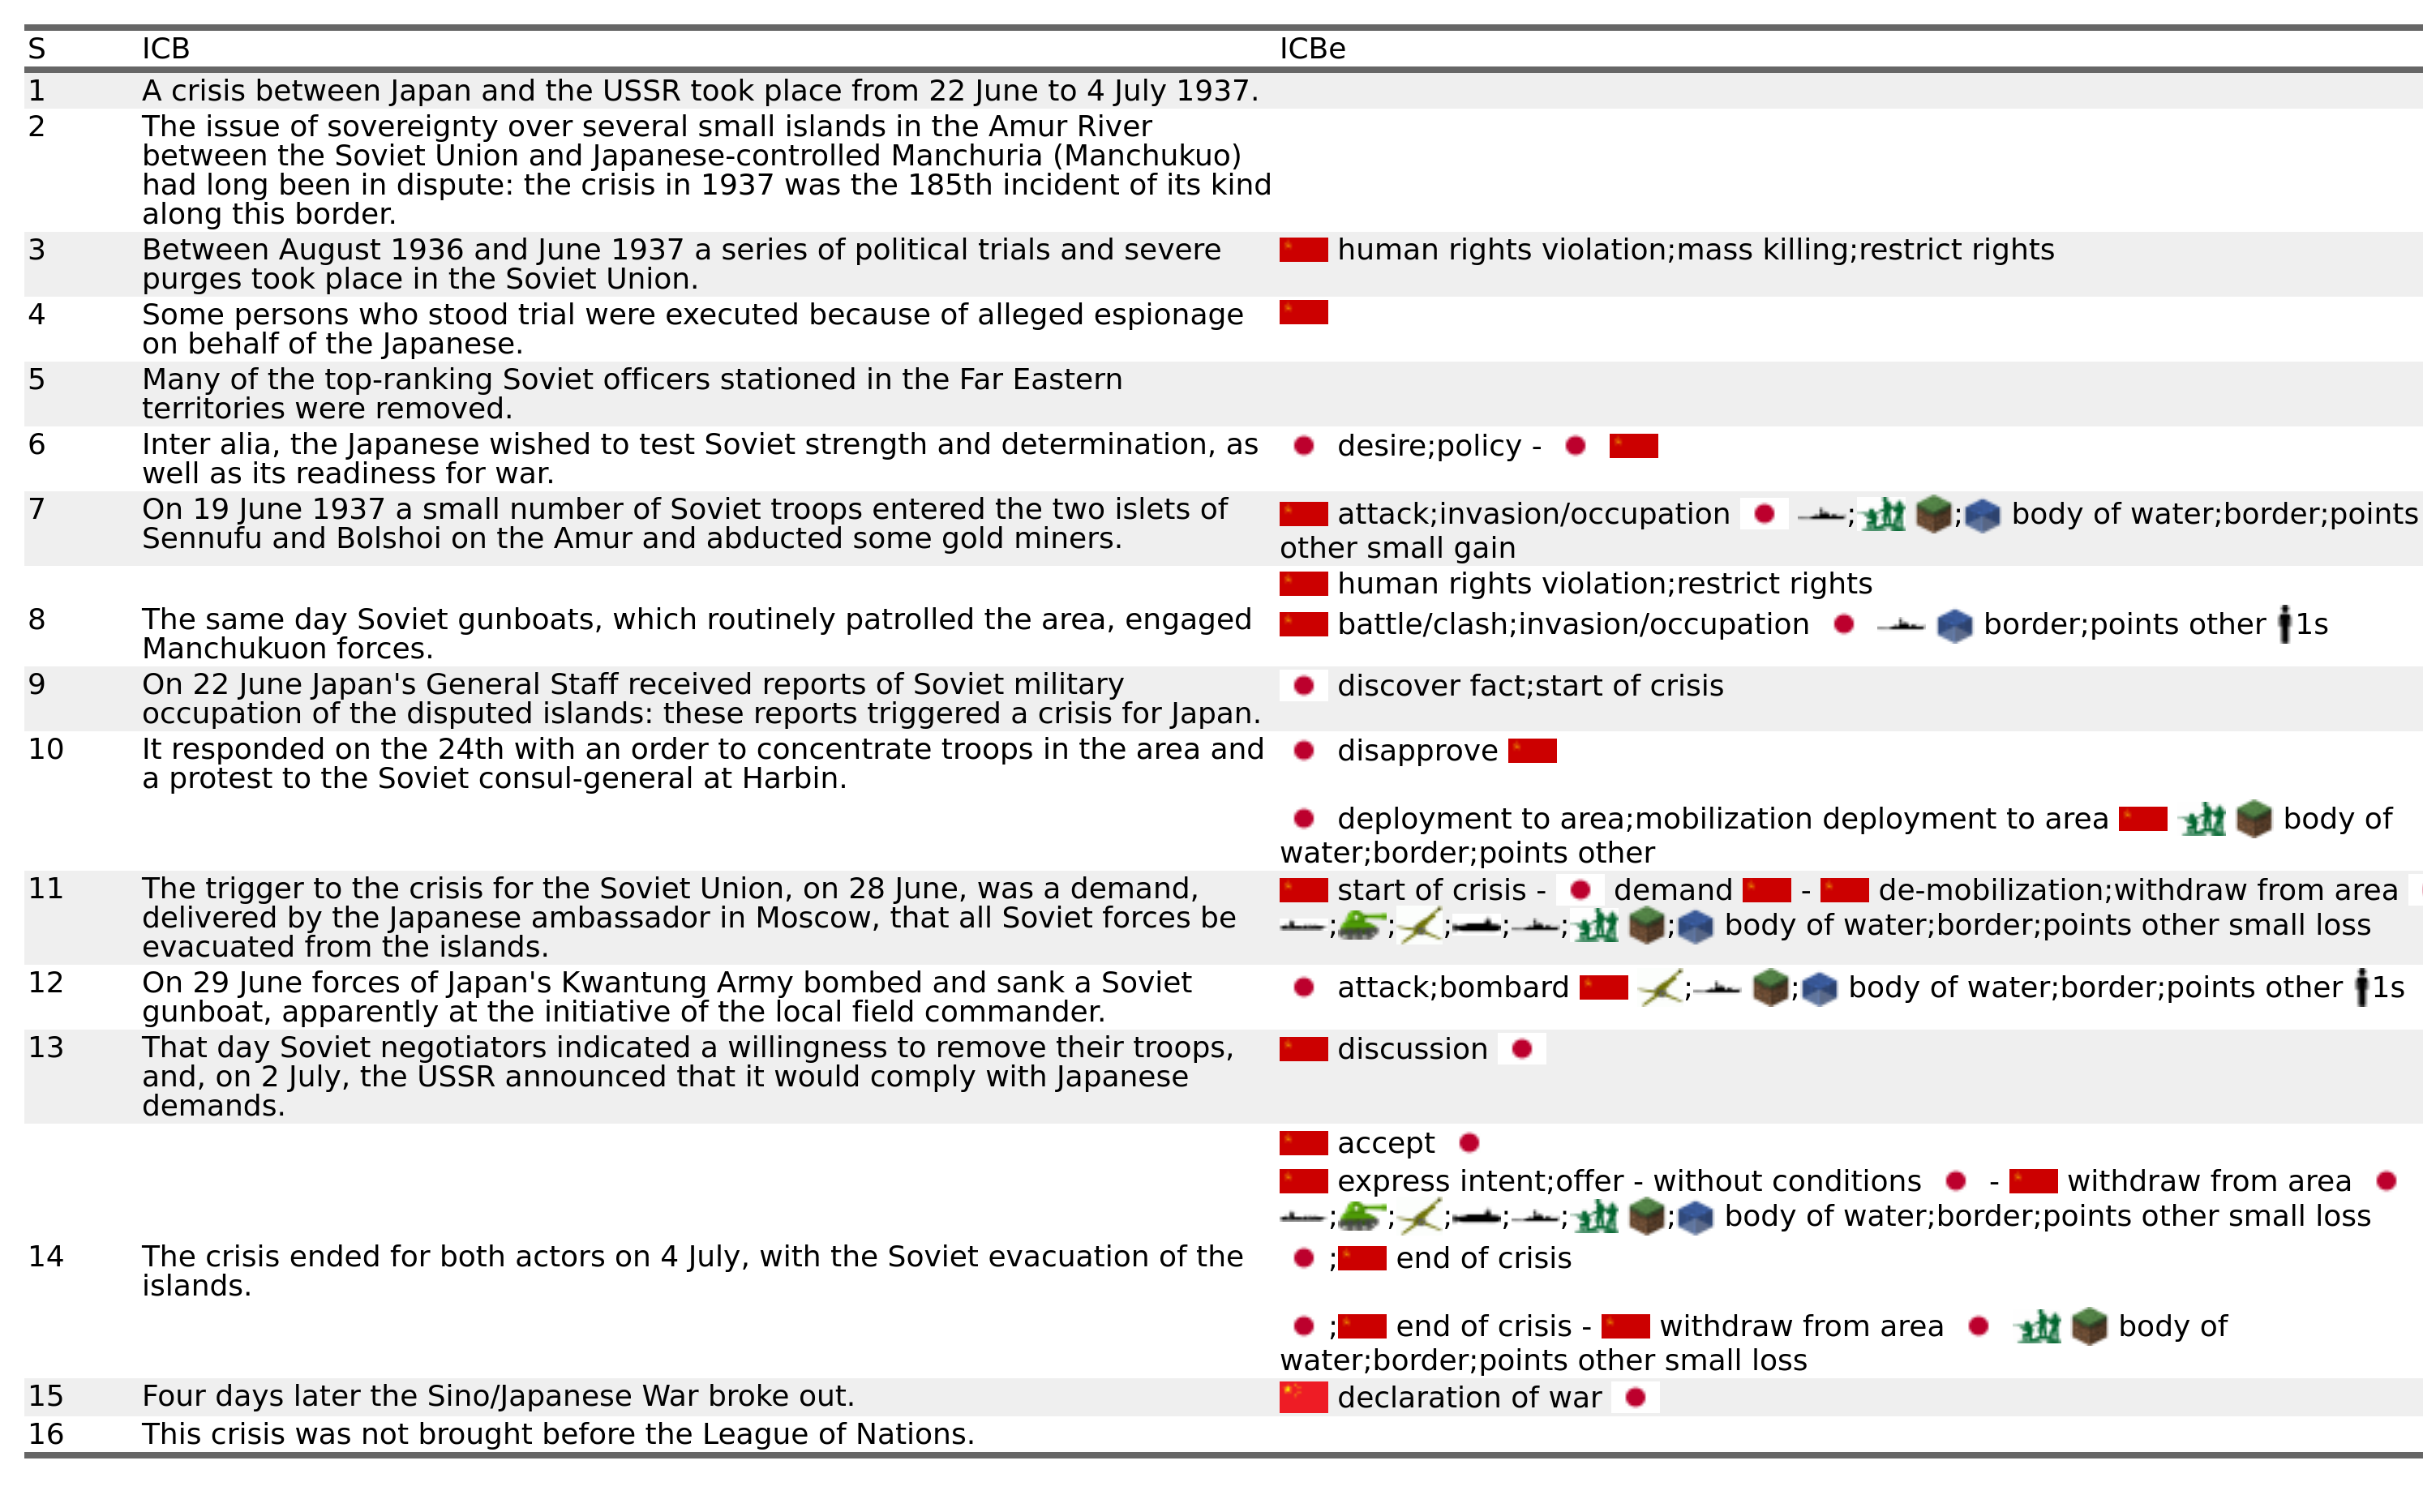 S ICB ICBe
1 A crisis between Japan and the USSR took place from 22 June to 4 July 1937.
2 The issue of sovereignty over several small islands in the Amur River
between the Soviet Union and Japanese-controlled Manchuria (Manchukuo)
had long been in dispute: the crisis in 1937 was the 185th incident of its kind
along this border.
3 Between August 1936 and June 1937 a series of political trials and severe
purges took place in the Soviet Union.
human rights violation;mass killing;restrict rights
4 Some persons who stood trial were executed because of alleged espionage
on behalf of the Japanese.
5 Many of the top-ranking Soviet officers stationed in the Far Eastern
territories were removed.
6 Inter alia, the Japanese wished to test Soviet strength and determination, as
well as its readiness for war.
desire;policy -
7 On 19 June 1937 a small number of Soviet troops entered the two islets of
Sennufu and Bolshoi on the Amur and abducted some gold miners.
attack;invasion/occupation ; ; body of water;border;points
other small gain
human rights violation;restrict rights
8 The same day Soviet gunboats, which routinely patrolled the area, engaged
Manchukuon forces.
battle/clash;invasion/occupation border;points other 1s
9 On 22 June Japan's General Staff received reports of Soviet military
occupation of the disputed islands: these reports triggered a crisis for Japan.
discover fact;start of crisis
10 It responded on the 24th with an order to concentrate troops in the area and
a protest to the Soviet consul-general at Harbin.
disapprove
deployment to area;mobilization deployment to area body of
water;border;points other
11 The trigger to the crisis for the Soviet Union, on 28 June, was a demand,
delivered by the Japanese ambassador in Moscow, that all Soviet forces be
evacuated from the islands.
start of crisis - demand - de-mobilization;withdraw from area
; ; ; ; ; ; body of water;border;points other small loss
12 On 29 June forces of Japan's Kwantung Army bombed and sank a Soviet
gunboat, apparently at the initiative of the local field commander.
attack;bombard ; ; body of water;border;points other 1s
13 That day Soviet negotiators indicated a willingness to remove their troops,
and, on 2 July, the USSR announced that it would comply with Japanese
demands.
discussion
accept
express intent;offer - without conditions - withdraw from area
; ; ; ; ; ; body of water;border;points other small loss
14 The crisis ended for both actors on 4 July, with the Soviet evacuation of the
islands.
; end of crisis
; end of crisis - withdraw from area body of
water;border;points other small loss
15 Four days later the Sino/Japanese War broke out.
declaration of war
16 This crisis was not brought before the League of Nations.